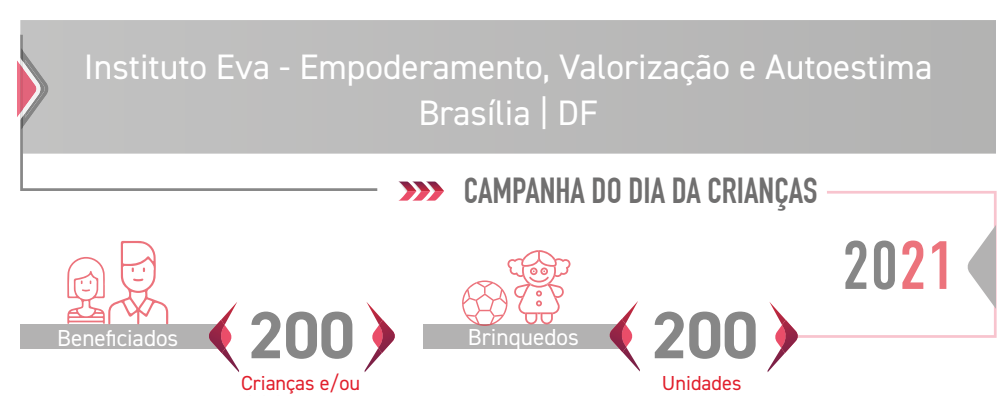 Instituto Eva - Empoderamento, Valorização e Autoestima
Brasília | DF
CAMPANHA DO DIA DA CRIANÇAS
2021
Beneficiados
200
Crianças e/ou
Brinquedos
200
Unidades